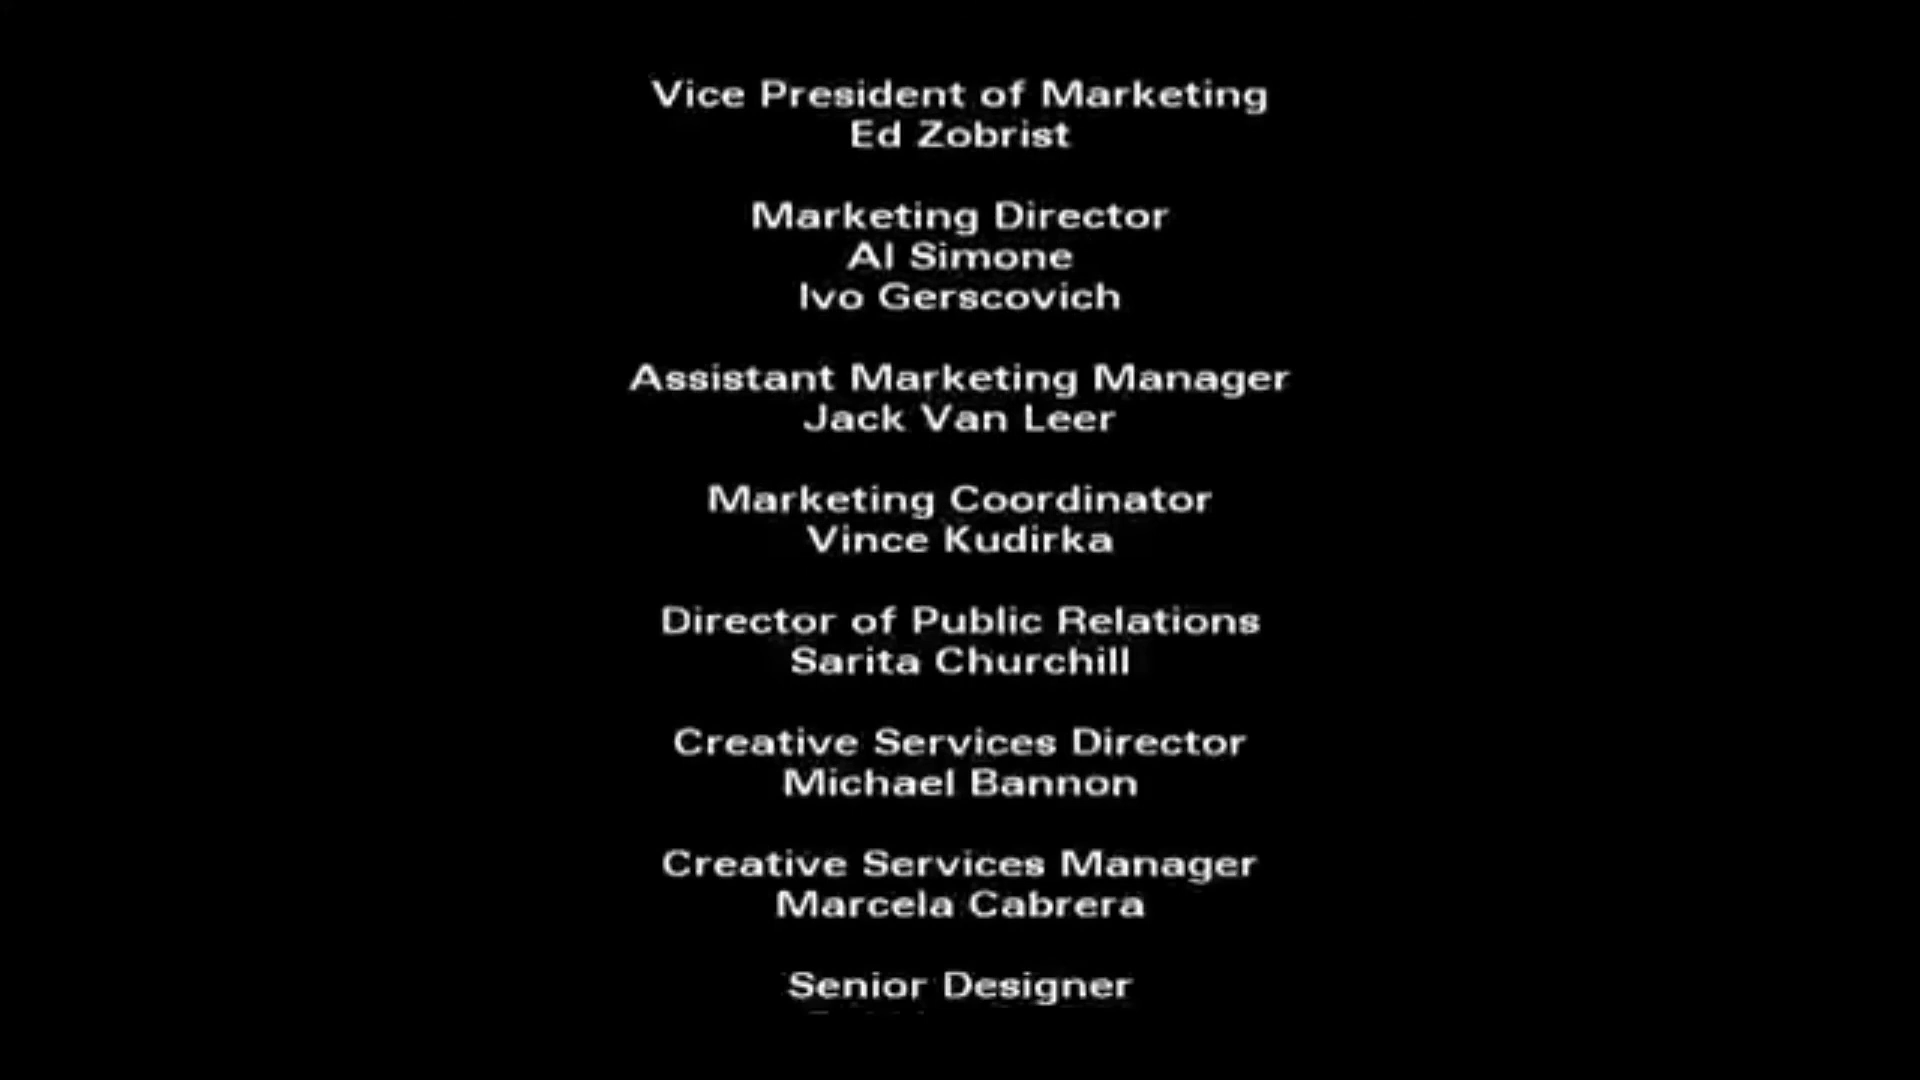 Vice President of Marketing
Ed Zobrist
Marketing Director
Al Simone
Ivo Gerscovich
Assistant Marketing Manager
Jack Van Leer
Marketing Coordinator
Vince Kudirka
Director of Public Relations
Sarita Churchill
Creative Services Director
Michael Bannon
Creative Services Manager
Marcela Cabrera
Senior Designer